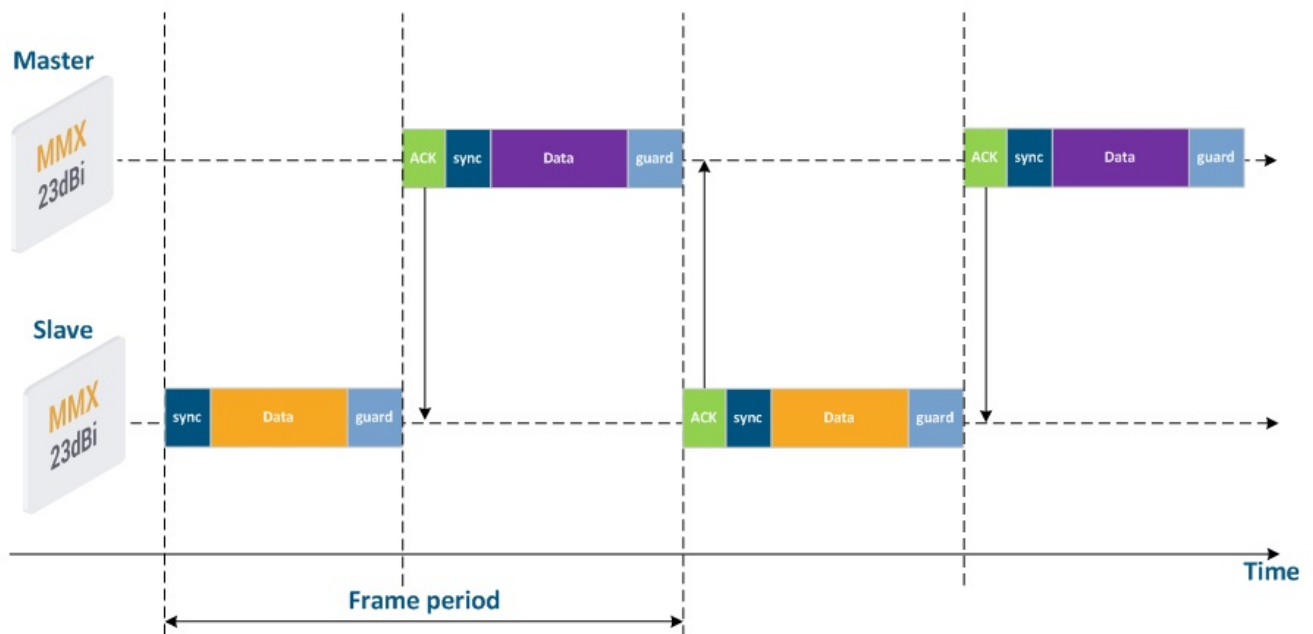 Master
MMX
23dBi
ACK sync Data guard
ACK sync Data guard
Slave
MMX
23dBi
sync Data guard
ACK sync Data guard
Time
Frame period